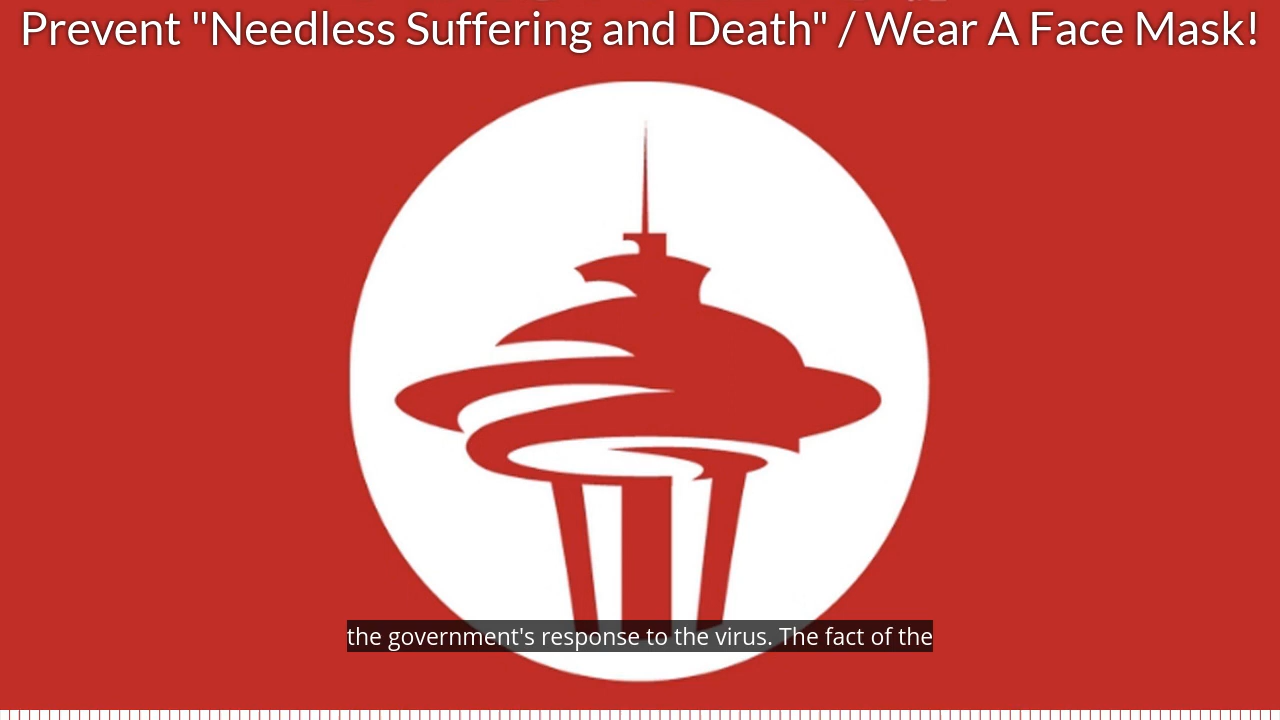 Prevent "Needless Suffering and Death" / Wear A Face Mask!
the government's response to the virus. The fact of the